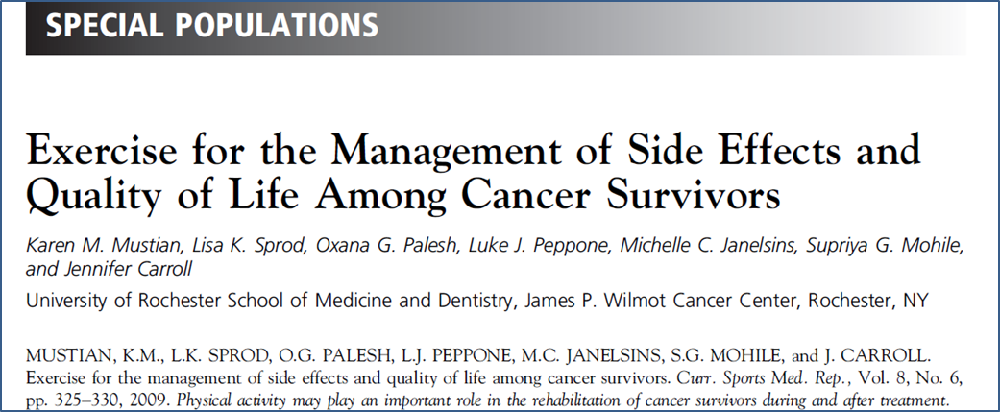 SPECIAL POPULATIONS
Exercise for the Management of Side Effects and
Quality of Life Among Cancer Survivors
Karen M. Mustian, Lisa K. Sprod, Oxana G. Palesh, Luke J. Peppone, Michelle C. Janelsins, Supriya G. Mohile,
and Jennifer Carroll
University of Rochester School of Medicine and Dentistry, James P. Wilmot Cancer Center, Rochester, NY
MUSTIAN, K.M., L.K. SPROD, O.G. PALESH, L.J. PEPPONE, M.C. JANELSINS, S.G. MOHILE, and J. CARROLL.
Exercise for the management of side effects and quality of life among cancer survivors. Curr. Sports Med. Rep., Vol. 8, No. 6,
pp. 325–330, 2009. Physical activity may play an important role in the rehabilitation of cancer survivors during and after treatment.